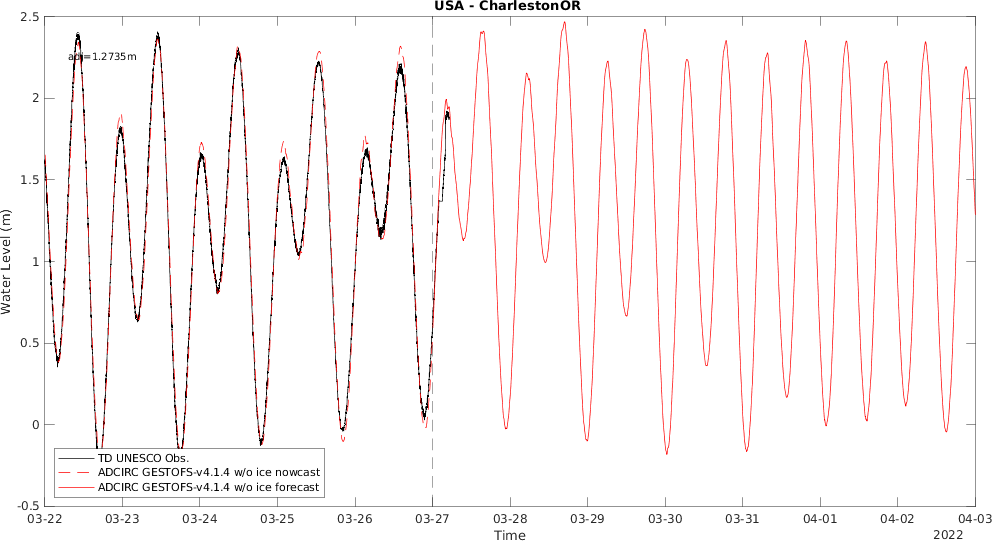 USA - CharlestonOR
2.5
adj=1.2735m
2
1.5
1
0.5
0
-0.5
Water Level (m)
TD UNESCO Obs.
ADCIRC GESTOFS-v4.1.4 w/o ice nowcast
ADCIRC GESTOFS-v4.1.4 w/o ice forecast
03-22 03-23 03-24 03-25 03-26 03-27 03-28 03-29 03-30 03-31 04-01 04-02 04-03
Time
2022